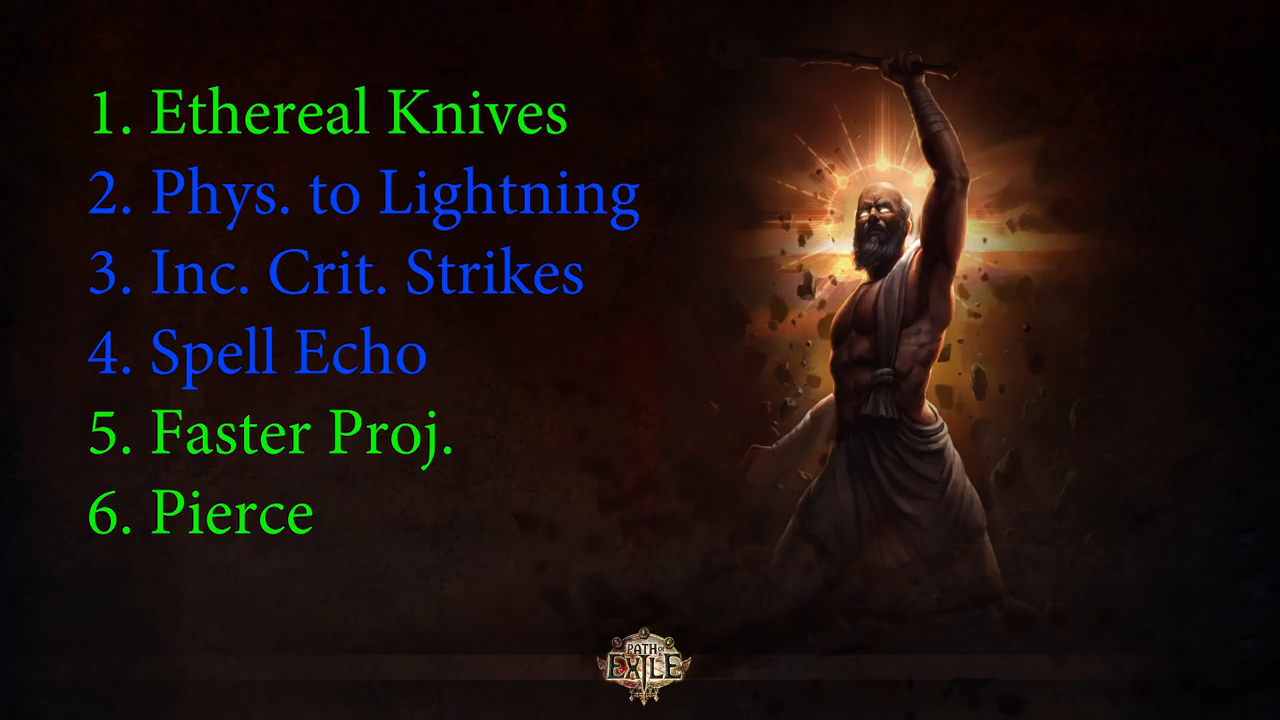 1. Ethereal Knives
2. Phys. to Lightning
3. Inc. Crit. Strikes
4. Spell Echo
5. Faster Proj.
6. Pierce
PATH of
EXILE